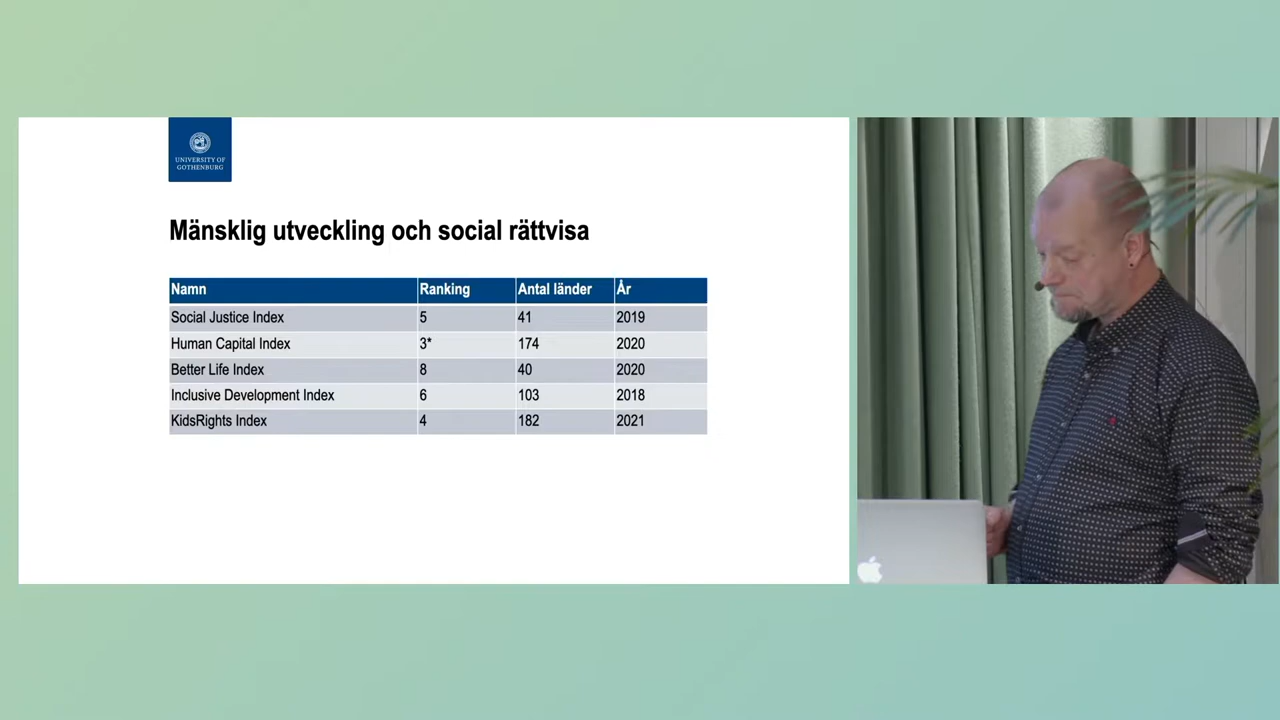 UNIVERSITY OF
GOTHENBURG
Mänsklig utveckling och social rättvisa
Namn Ranking Antal länder År
Social Justice Index 5 41 2019
Human Capital Index 3* 174 2020
Better Life Index 8 40 2020
Inclusive Development Index 6 103 2018
KidsRights Index 4 182 2021